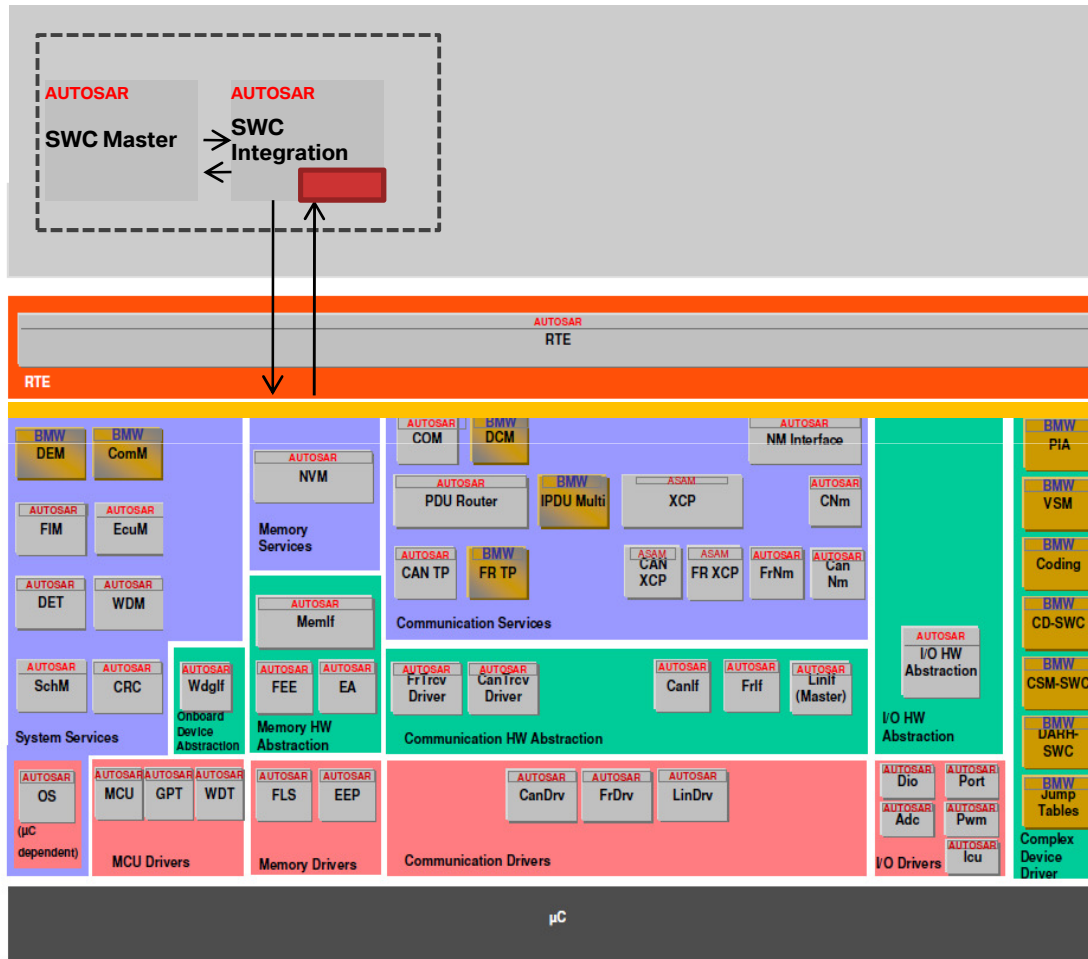 AUTOSAR
SWC Master
AUTOSAR
SWC
Integration
AUTOSAR
RTE
RTE
BMW
DEM
BMW
ComM
AUTOSAR
FIM
AUTOSAR
EcuM
AUTOSAR
DET
AUTOSAR
WDM
AUTOSAR
SchM
AUTOSAR
CRC
System Services
AUTOSAR
WdgIf
Onboard
Device
Abstraction
AUTOSAR
NVM
Memory
Services
AUTOSAR
MemIf
AUTOSAR
FEE
AUTOSAR
EA
Memory HW
Abstraction
AUTOSAR
COM
BMW
DCM
AUTOSAR
NM Interface
AUTOSAR
PDU Router
BMW
IPDU Multi
ASAM
XCP
AUTOSAR
CNm
AUTOSAR
CAN TP
BMW
FR TP
ASAM
CAN
XCP
ASAM
FR XCP
AUTOSAR
FrNm
AUTOSAR
Can
Nm
Communication Services
AUTOSAR
FrTrcv
Driver
AUTOSAR
CanTrcv
Driver
AUTOSAR
CanIf
AUTOSAR
FrIf
AUTOSAR
LinIf
(Master)
Communication HW Abstraction
AUTOSAR
I/O HW
Abstraction
I/O HW
Abstraction
BMW
PIA
BMW
VSM
BMW
Coding
BMW
CD-SWC
BMW
CSM-SWC
BMW
DARH-
SWC
BMW
Jump
Tables
Complex
Device
Driver
AUTOSAR
OS
(µC
dependent)
AUTOSAR
MCU
AUTOSAR
GPT
AUTOSAR
WDT
MCU Drivers
AUTOSAR
FLS
AUTOSAR
EEP
Memory Drivers
AUTOSAR
CanDrv
AUTOSAR
FrDrv
AUTOSAR
LinDrv
Communication Drivers
AUTOSAR
Dio
AUTOSAR
Port
AUTOSAR
Adc
AUTOSAR
Pwm
AUTOSAR
Icu
I/O Drivers
µC